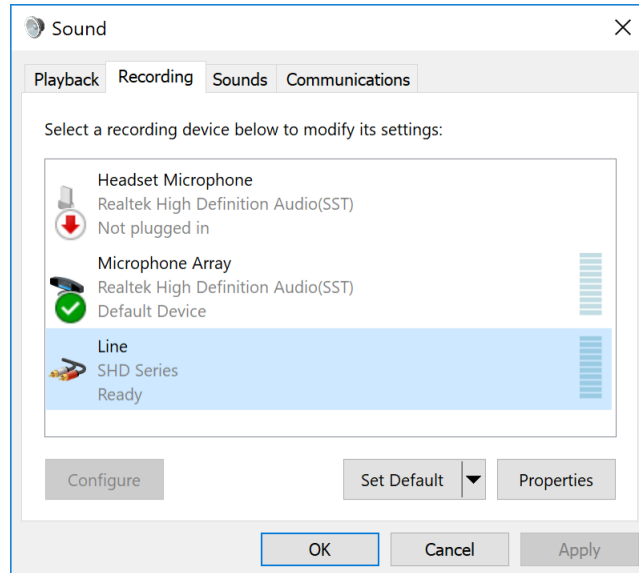 Sound
Playback Recording Sounds Communications
Select a recording device below to modify its settings:
Headset Microphone
Realtek High Definition Audio(SST)
Not plugged in
Microphone Array
Realtek High Definition Audio(SST)
Default Device
Line
SHD Series
Ready
Configure Set Default Properties
OK Cancel Apply